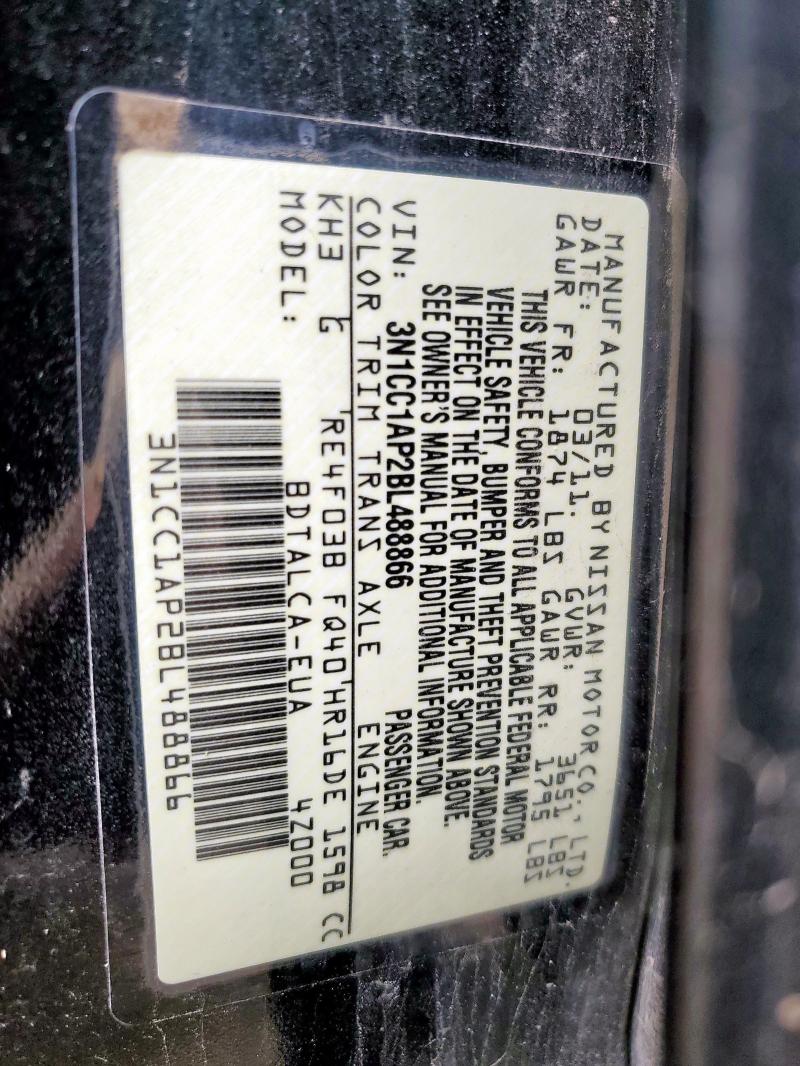 MANUFACTURED BY NISSAN MOTOR CO., LTD.
DATE: 03/11. GVWR: 3651 LBS
GAWR FR: 1874 LBS GAWR RR: 1795 LBS
THIS VEHICLE CONFORMS TO ALL APPLICABLE FEDERAL MOTOR
VEHICLE SAFETY, BUMPER AND THEFT PREVENTION STANDARDS
IN EFFECT ON THE DATE OF MANUFACTURE SHOWN ABOVE.
SEE OWNER'S MANUAL FOR ADDITIONAL INFORMATION.
VIN: 3N1CC1AP2BL488866 PASSENGER CAR.
COLOR TRIM TRANS AXLE ENGINE
KH3 G RE4F03B FQ40 HR16DE 1598 CC
MODEL: BDTALCA-EUA 4Z000
3N1CC1AP2BL488866